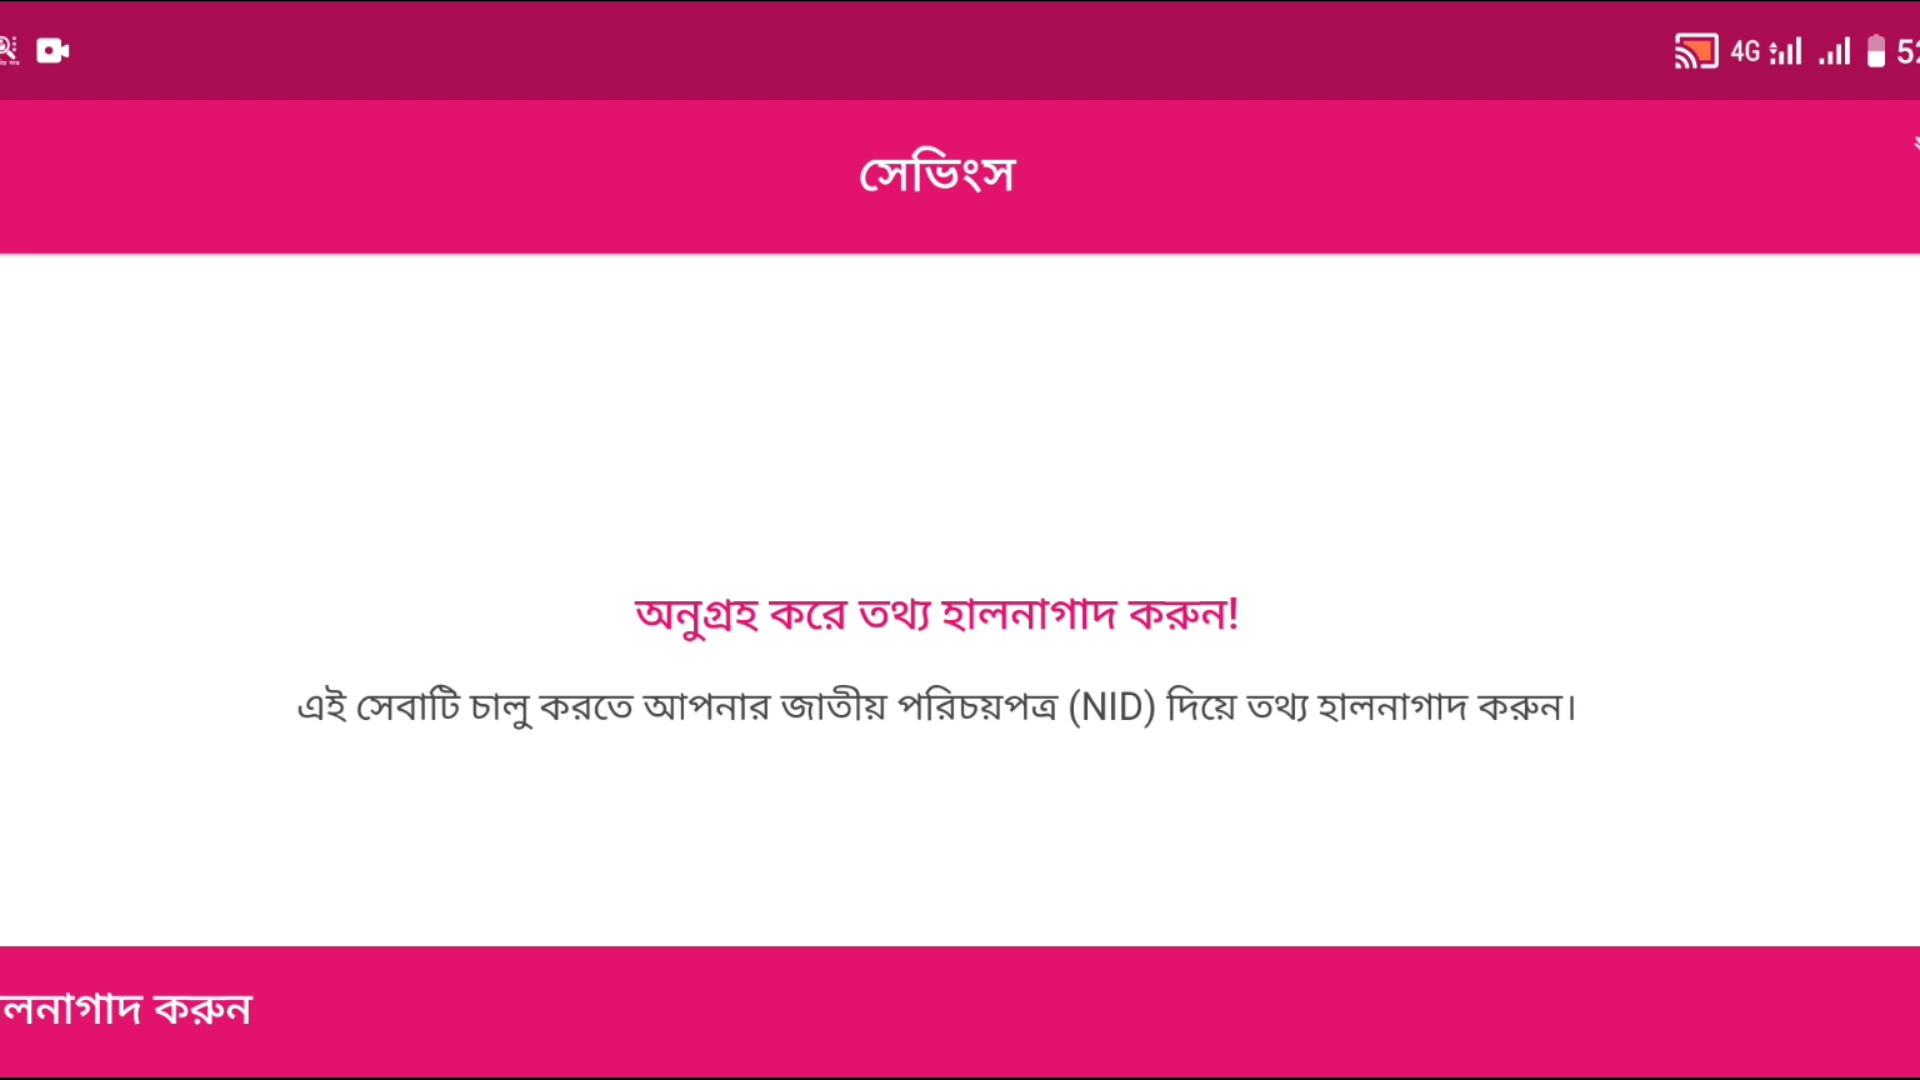 4G
সেভিংস
অনুগ্রহ করে তথ্য হালনাগাদ করুন!
এই সেবাটি চালু করতে আপনার জাতীয় পরিচয়পত্র (NID) দিয়ে তথ্য হালনাগাদ করুন।
লনাগাদ করুন